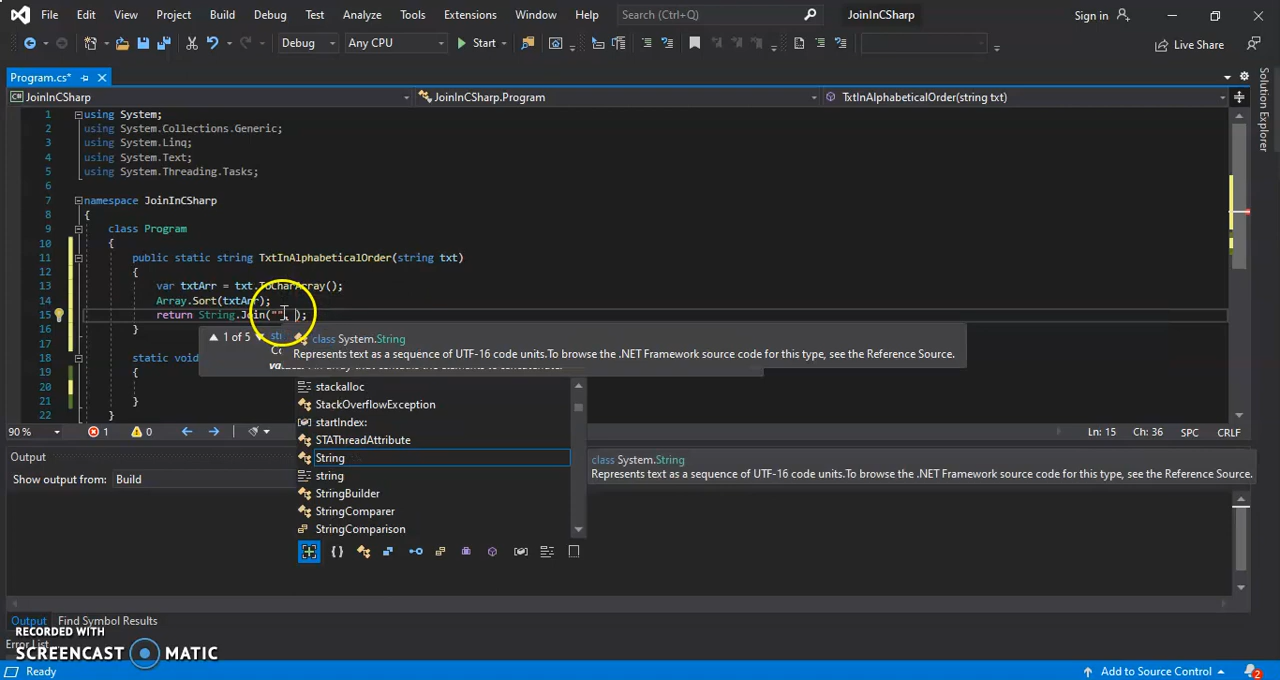 File Edit View Project Build Debug Test Analyze Tools Extensions Window Help Search (Ctrl+Q) JoinInCSharp Sign in
Debug Any CPU Start Live Share
Program.cs*
JoinInCSharp JoinInCSharp.Program TxtInAlphabeticalOrder(string txt)
1 using System;
2 using System.Collections.Generic;
3 using System.Linq;
4 using System.Text;
5 using System.Threading.Tasks;
6
7 namespace JoinInCSharp
8 {
9 class Program
10 {
11 public static string TxtInAlphabeticalOrder(string txt)
12 {
13 var txtArr = txt.ToCharArray();
14 Array.Sort(txtArr);
15 return String.Join("", );
16 }
17
18 static void
19 {
20
21 }
22 }
1 of 5
class System.String
Represents text as a sequence of UTF-16 code units.To browse the .NET Framework source code for this type, see the Reference Source.
stackalloc
StackOverflowException
startIndex:
STAThreadAttribute
String
string
StringBuilder
StringComparer
StringComparison
class System.String
Represents text as a sequence of UTF-16 code units.To browse the .NET Framework source code for this type, see the Reference Source.
90 % 1 0 Ln: 15 Ch: 36 SPC CRLF
Output
Show output from: Build
Output Find Symbol Results
Error List
RECORDED WITH
SCREENCAST MATIC
Ready Add to Source Control 2
Solution Explorer